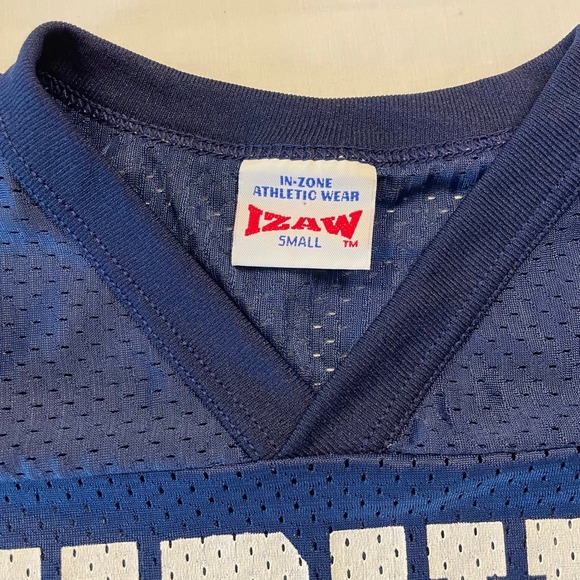 IN-ZONE
ATHLETIC WEAR
IZAW
SMALL ™